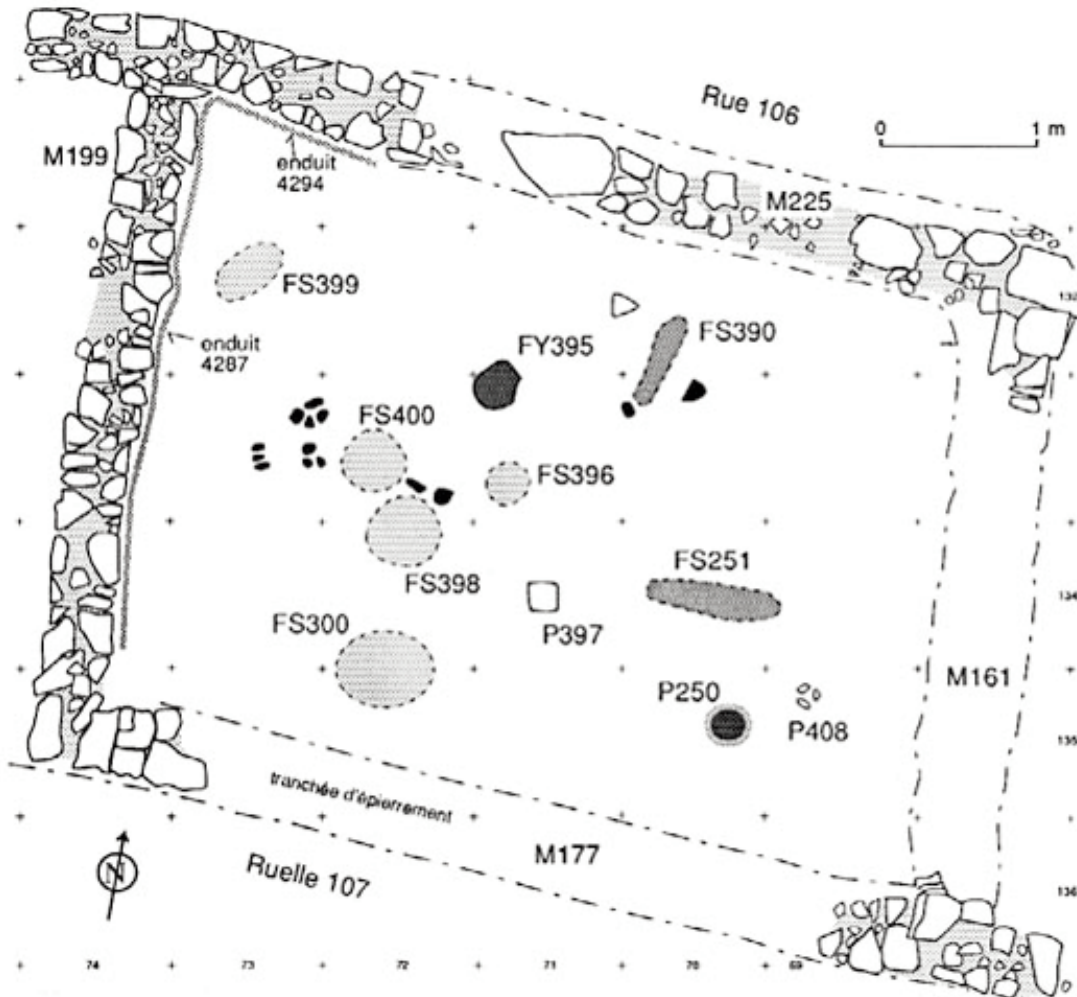 Rue 106
0 1 m
M199
enduit
4294
M225
FS399
133
enduit
4287
FY395
FS390
FS400
FS396
FS398
FS251
134
FS300
P397
M161
P250
P408
135
tranchée d'épierrement
M177
N
Ruelle 107
136
74 73 72 71 70 69